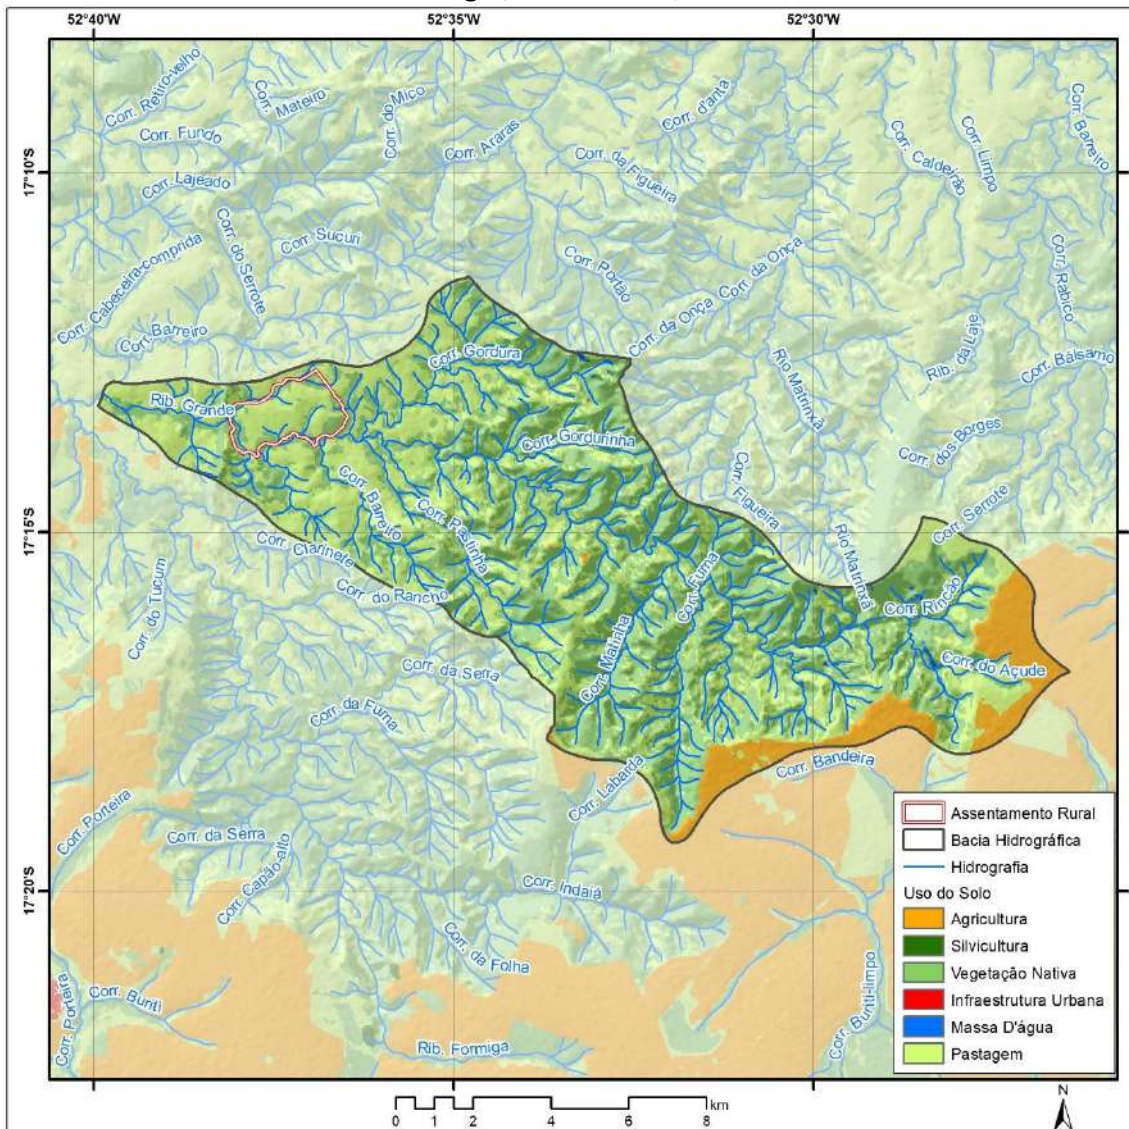 52°40'W
52°35'W
52°30'W
17°10'S
17°15'S
17°20'S
Corr. Retiro-velho
Corr. Mateiro
Corr. do Mico
Corr. d'anta
Corr. Barreiro
Corr. Fundo
Corr. Araras
Corr. da Figueira
Corr. Caldeirão
Corr. Limpo
Corr. Lajeado
Corr. do Serrote
Corr. Sucuri
Corr. Cabeceira-comprida
Corr. Portão
Corr. da Onça
Corr. da Onça
Corr. Rabico
Corr. Barreiro
Corr. Gordura
Rio Matrinxã
Rib. da Laje
Corr. Bálsamo
Rib. Grande
Corr. Gordurinha
Corr. dos Borges
Corr. Figueira
Corr. Barreiro
Corr. Pastinha
Corr. Serrote
Corr. Clarinete
Corr. Furna
Rio Matrinxã
Corr. do Rancho
Corr. Rincão
Corr. do Tucum
Corr. Matinha
Corr. da Serra
Corr. do Açude
Corr. da Furna
Corr. Bandeira
Corr. Labarda
Corr. Porteira
Corr. da Serra
Corr. Capão-alto
Corr. Indaiá
Corr. da Folha
Corr. Buriti
Corr. Porteira
Rib. Formiga
Corr. Buriti-limpo
Assentamento Rural
Bacia Hidrográfica
Hidrografia
Uso do Solo
Agricultura
Silvicultura
Vegetação Nativa
Infraestrutura Urbana
Massa D'água
Pastagem
km
0 1 2 4 6 8
N